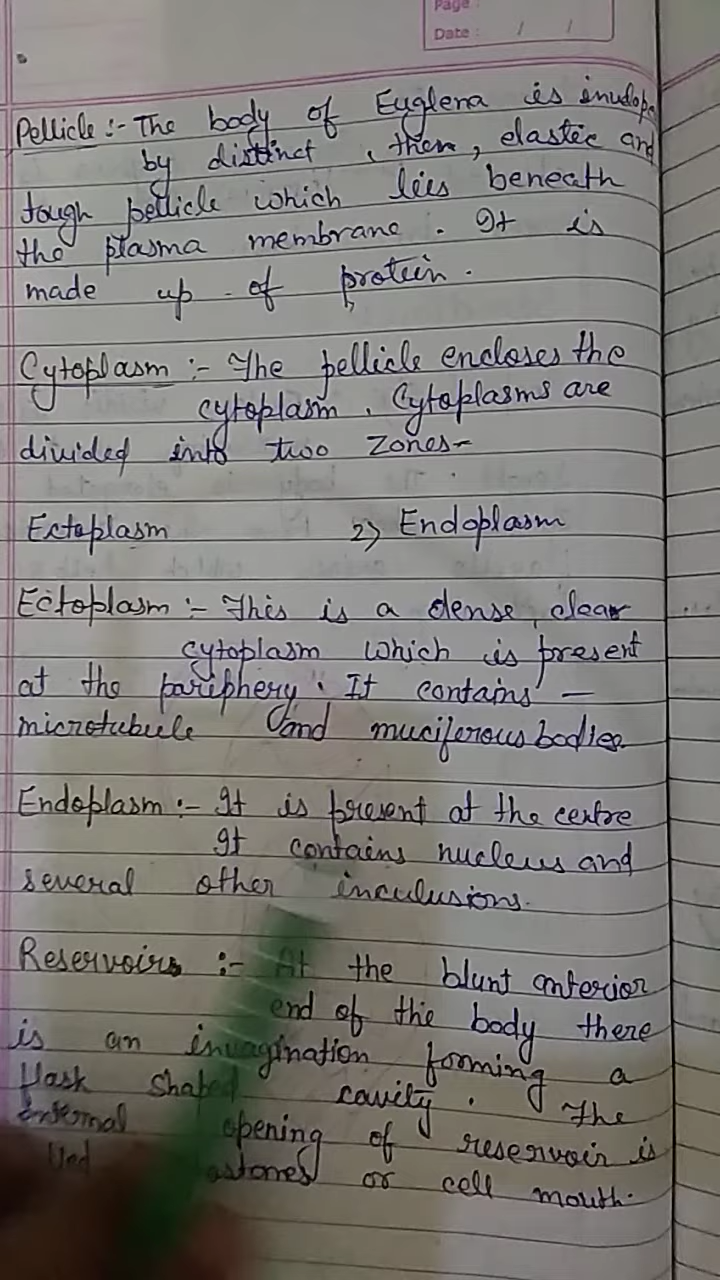 Page :
Date : / /
Pellicle :- The body of Euglena is inudope
by distinct , then , elastic and
tough pellicle which lies beneath
the plasma membrane . It is
made up of protein .
Cytoplasm :- The pellicle encloses the
cytoplasm . Cytoplasms are
divided into two zones-
Ectoplasm 2) Endoplasm
Ectoplasm :- This is a dense, clear
cytoplasm which is present
at the pariphery . It contains -
microtubule and muciferous bodies
Endoplasm :- It is present at the centre
It contains nucleus and
several other inculusions.
Reservoirs :- At the blunt anterior
end of the body there
is an invagination forming a
flask shaped cavity . The
opening of reservoir is
or cell mouth.